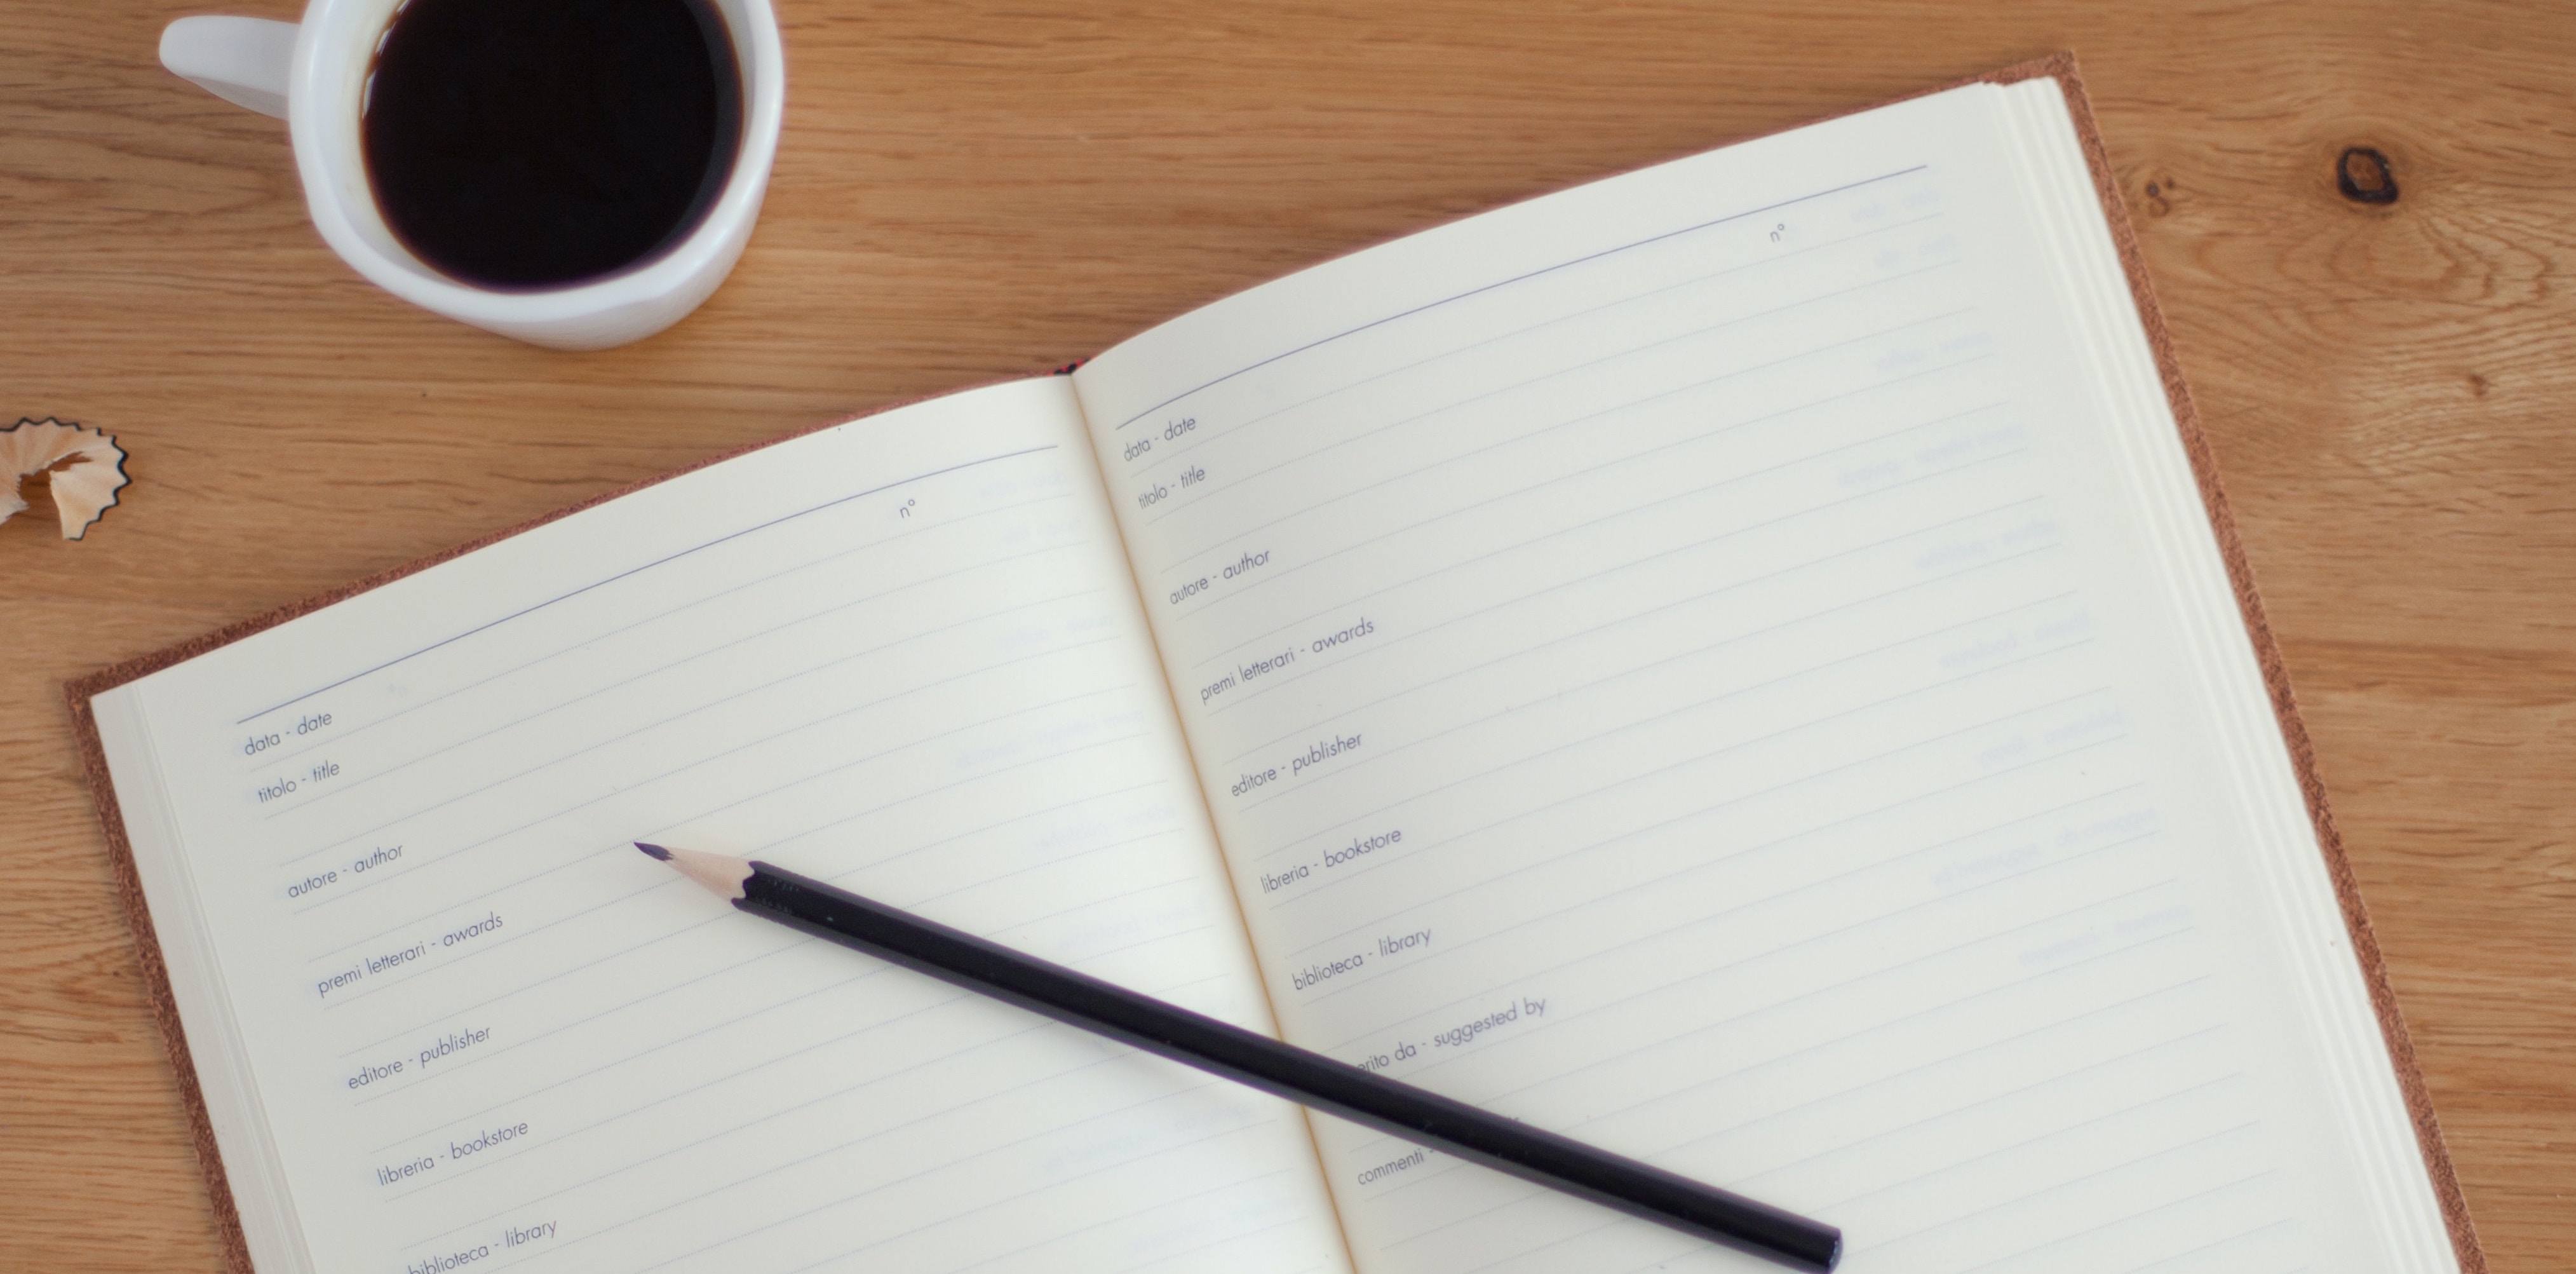 n°
data - date
titolo - title
autore - author
premi letterari - awards
editore - publisher
libreria - bookstore
biblioteca - library
n°
data - date
titolo - title
autore - author
premi letterari - awards
editore - publisher
libreria - bookstore
biblioteca - library
da - suggested by
commenti -